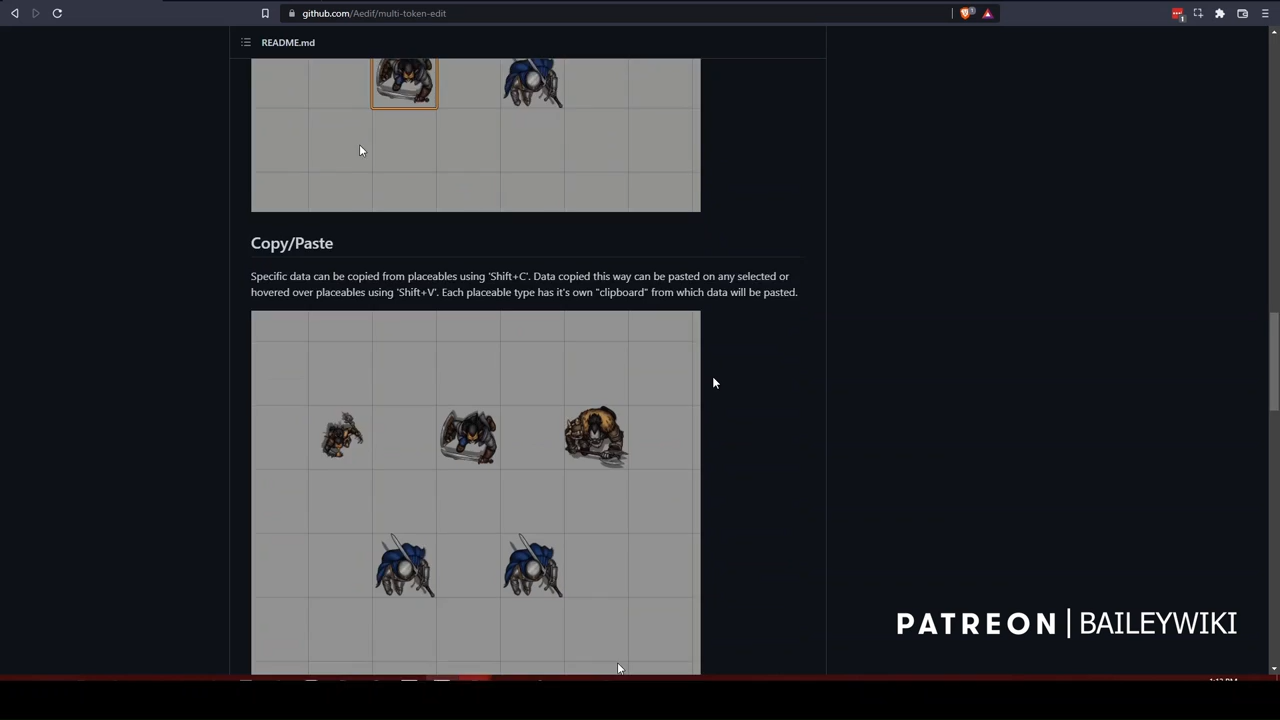 github.com/Aedif/multi-token-edit
README.md
Copy/Paste
Specific data can be copied from placeables using 'Shift+C'. Data copied this way can be pasted on any selected or
hovered over placeables using 'Shift+V'. Each placeable type has it's own "clipboard" from which data will be pasted.
PATREON | BAILEYWIKI